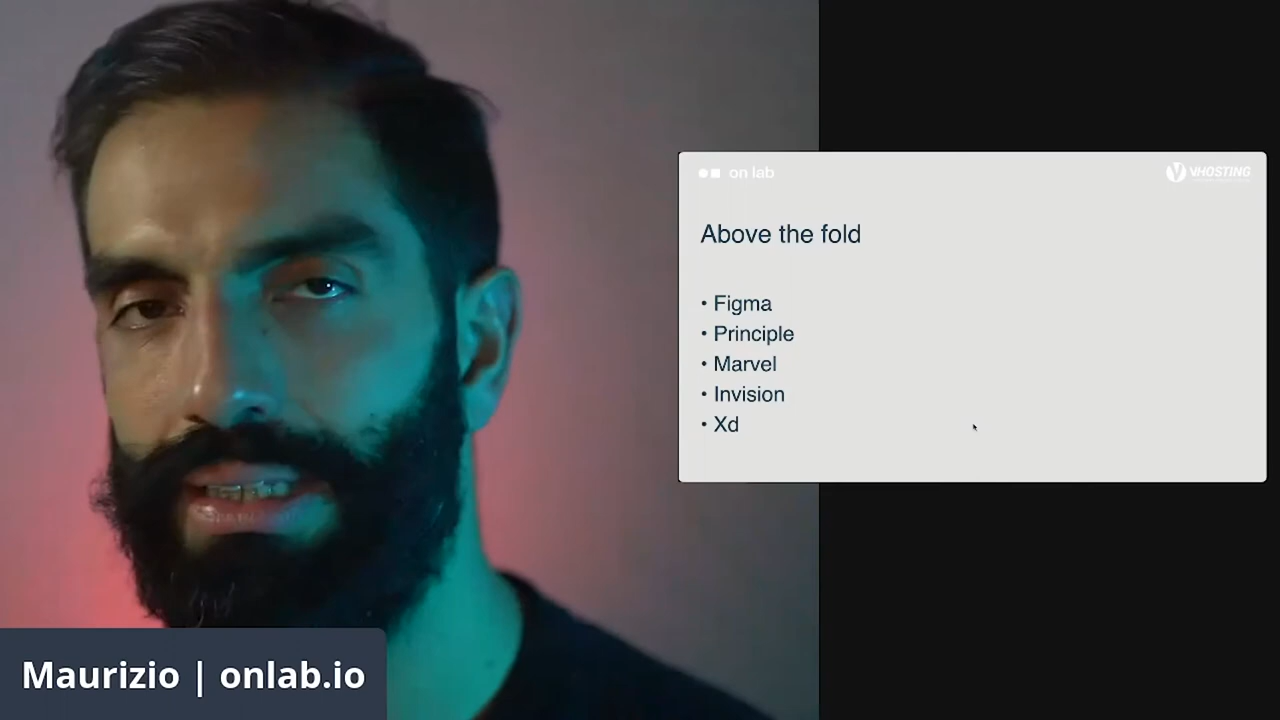 on lab
VHOSTING
Above the fold
• Figma
• Principle
• Marvel
• Invision
• Xd
Maurizio | onlab.io